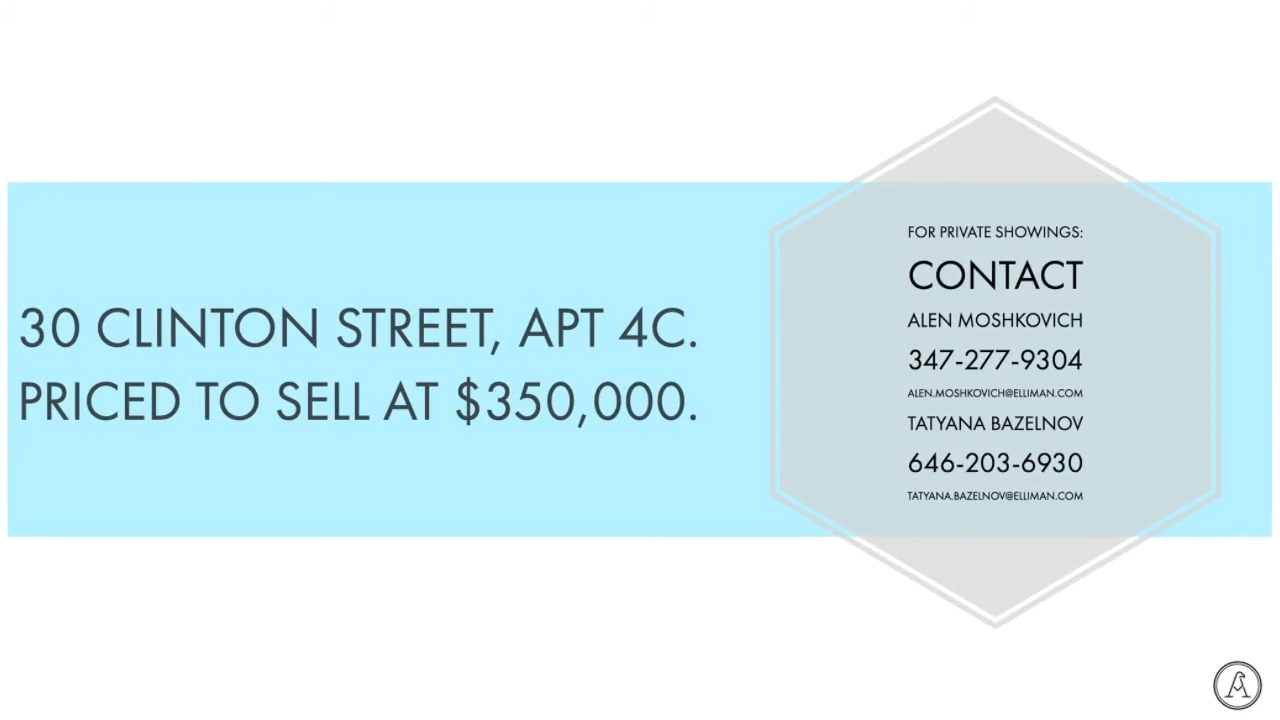 30 CLINTON STREET, APT 4C.
PRICED TO SELL AT $350,000.
FOR PRIVATE SHOWINGS:
CONTACT
ALEN MOSHKOVICH
347-277-9304
ALEN.MOSHKOVICH@ELLIMAN.COM
TATYANA BAZELNOV
646-203-6930
TATYANA.BAZELNOV@ELLIMAN.COM